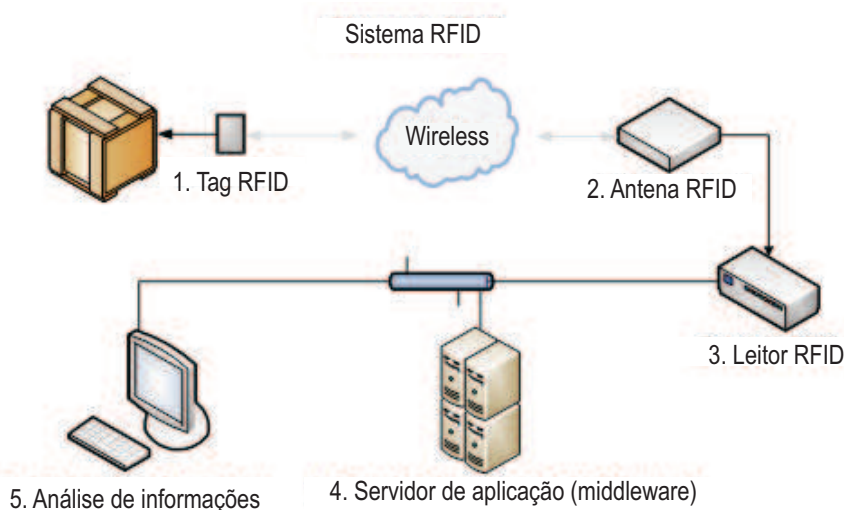 Sistema RFID
Wireless
1. Tag RFID
2. Antena RFID
3. Leitor RFID
4. Servidor de aplicação (middleware)
5. Análise de informações